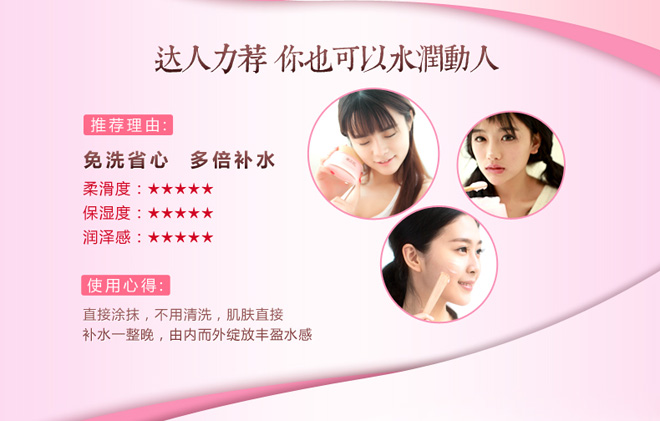 达人力荐 你也可以水潤動人
推荐理由:
免洗省心 多倍补水
柔滑度：★★★★★
保湿度：★★★★★
润泽感：★★★★★
使用心得:
直接涂抹，不用清洗，肌肤直接
补水一整晚，由内而外绽放丰盈水感